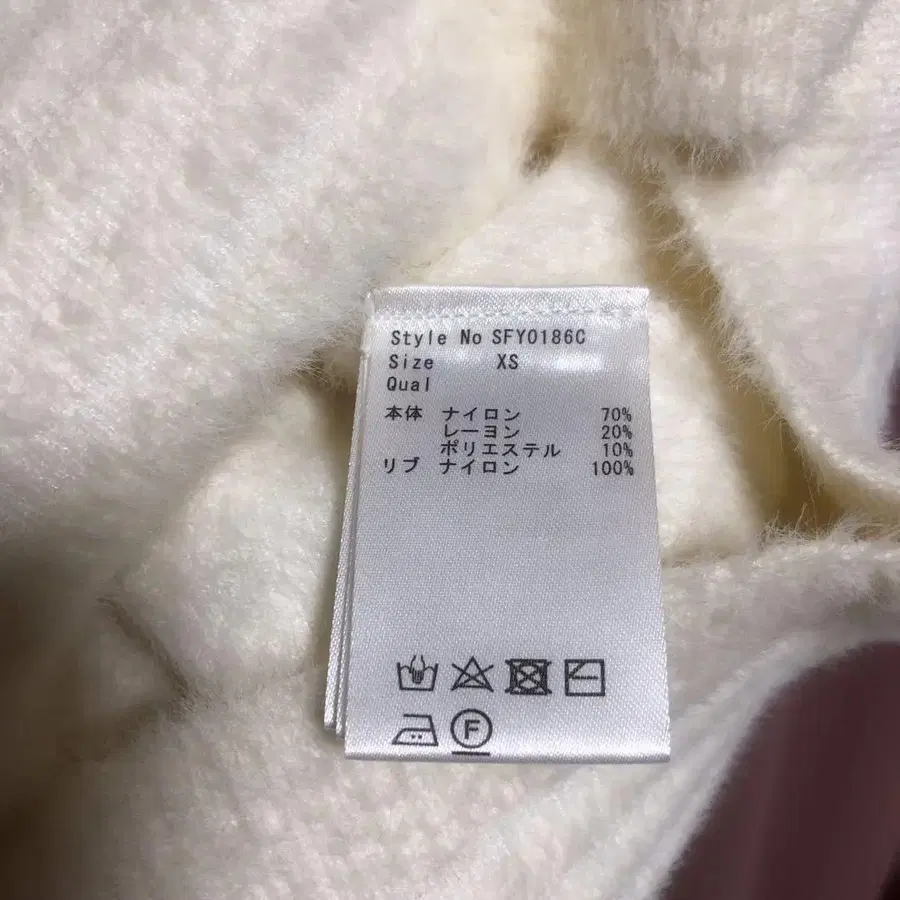 Style No SFY0186C
Size XS
Qual
本体 ナイロン 70%
レーヨン 20%
ポリエステル 10%
リブ ナイロン 100%
F